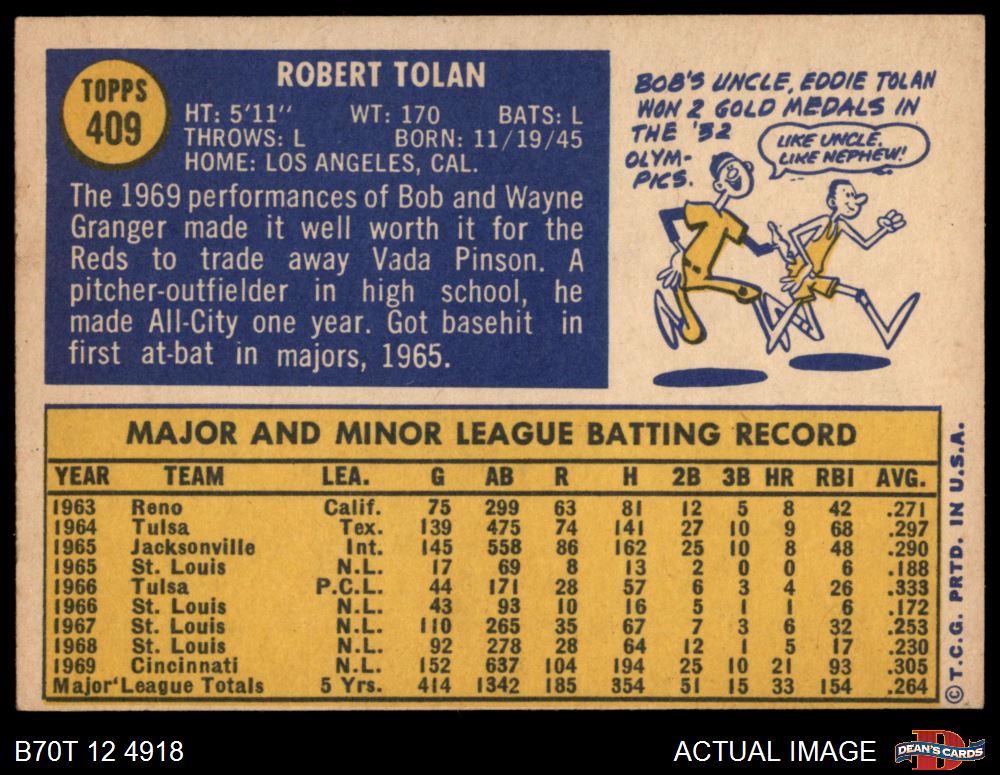 TOPPS
409
ROBERT TOLAN
HT: 5'11" WT: 170 BATS: L
THROWS: L BORN: 11/19/45
HOME: LOS ANGELES, CAL.
The 1969 performances of Bob and Wayne
Granger made it well worth it for the
Reds to trade away Vada Pinson. A
pitcher-outfielder in high school, he
made All-City one year. Got basehit in
first at-bat in majors, 1965.
BOB'S UNCLE, EDDIE TOLAN
WON 2 GOLD MEDALS IN
THE '32
OLYM-
PICS.
LIKE UNCLE.
LIKE NEPHEW!
MAJOR AND MINOR LEAGUE BATTING RECORD
YEAR TEAM LEA. G AB R H 2B 3B HR RBI AVG.
1963 Reno Calif. 75 299 63 81 12 5 8 42 .271
1964 Tulsa Tex. 139 475 74 141 27 10 9 68 .297
1965 Jacksonville Int. 145 558 86 162 25 10 8 48 .290
1965 St. Louis N.L. 17 69 8 13 2 0 0 6 .188
1966 Tulsa P.C.L. 44 171 28 57 6 3 4 26 .333
1966 St. Louis N.L. 43 93 10 16 5 1 1 6 .172
1967 St. Louis N.L. 110 265 35 67 7 3 6 32 .253
1968 St. Louis N.L. 92 278 28 64 12 1 5 17 .230
1969 Cincinnati N.L. 152 637 104 194 25 10 21 93 .305
Major League Totals 5 Yrs. 414 1342 185 354 51 15 33 154 .264
© T.C.G. PRTD. IN U.S.A.
B70T 12 4918
ACTUAL IMAGE
D
DEAN'S CARDS